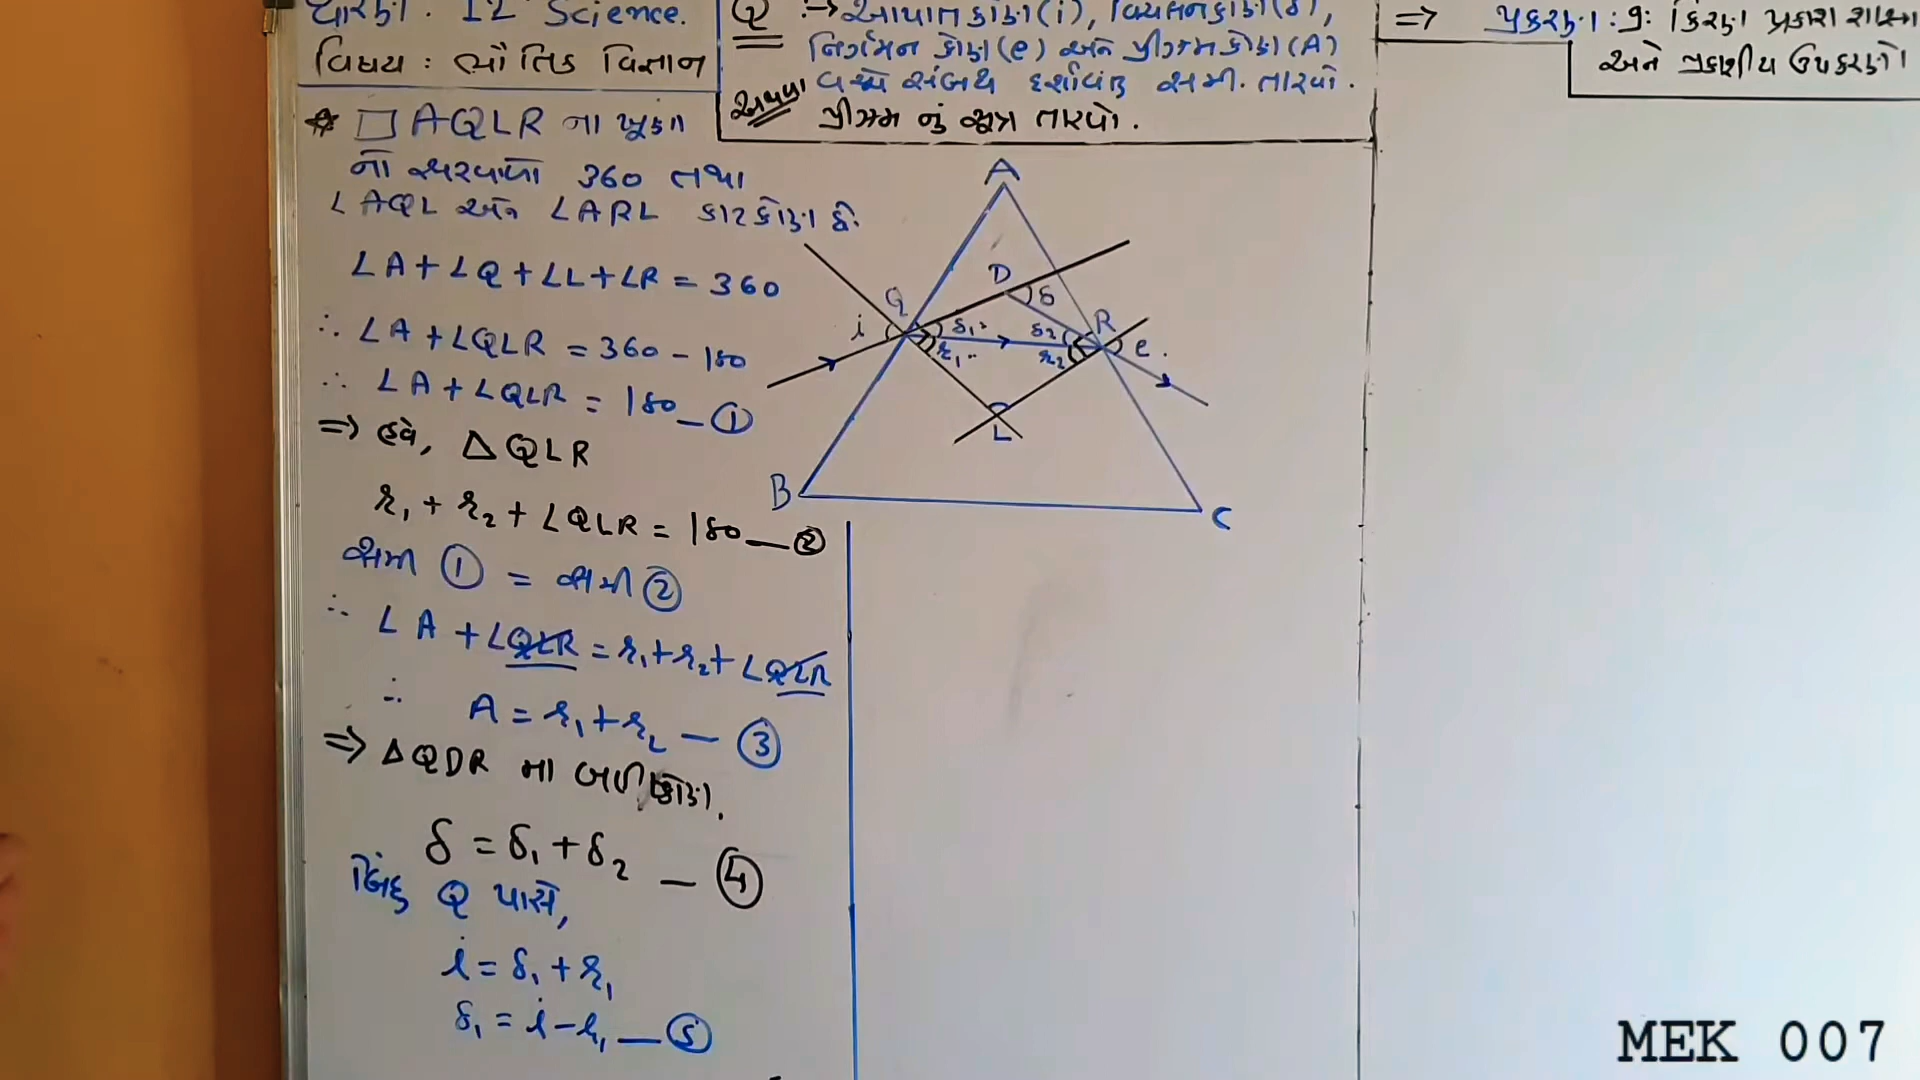 ધોરણ : 12 Science.
વિષય : ભૌતિક વિજ્ઞાન
Q :→ આપાતકોણ (i), વિચલનકોણ (δ),
નિર્ગમન કોણ (e) અને પ્રીઝમકોણ (A)
વચ્ચે સંબંધ દર્શાવતુ સમી. તારવો.
અથવા પ્રીઝમ નું સૂત્ર તારવો.
⇒ પ્રકરણ : 9: કિરણ પ્રકાશ શાસ્ત્ર
અને પ્રકાશીય ઉપકરણો
* □ AQLR ના ખૂણા
નો સરવાળો 360 તથા
∠AQL અને ∠ARL કાટકોણ છે.
∠A + ∠Q + ∠L + ∠R = 360
∴ ∠A + ∠QLR = 360 - 180
∴ ∠A + ∠QLR = 180 — ①
⇒ હવે, △ QLR
r₁ + r₂ + ∠QLR = 180 — ②
સમી ① = સમી ②
∴ ∠A + ∠QLR = r₁ + r₂ + ∠QLR
∴ A = r₁ + r₂ — ③
⇒ △QDR ના બહિષ્કોણ.
δ = δ₁ + δ₂ — ④
બિંદુ Q પાસે,
i = δ₁ + r₁
δ₁ = i - r₁ — ⑤
A
D
δ
Q
i
δ₁
δ₂
R
r₁
r₂
e
L
B
C
MEK 007